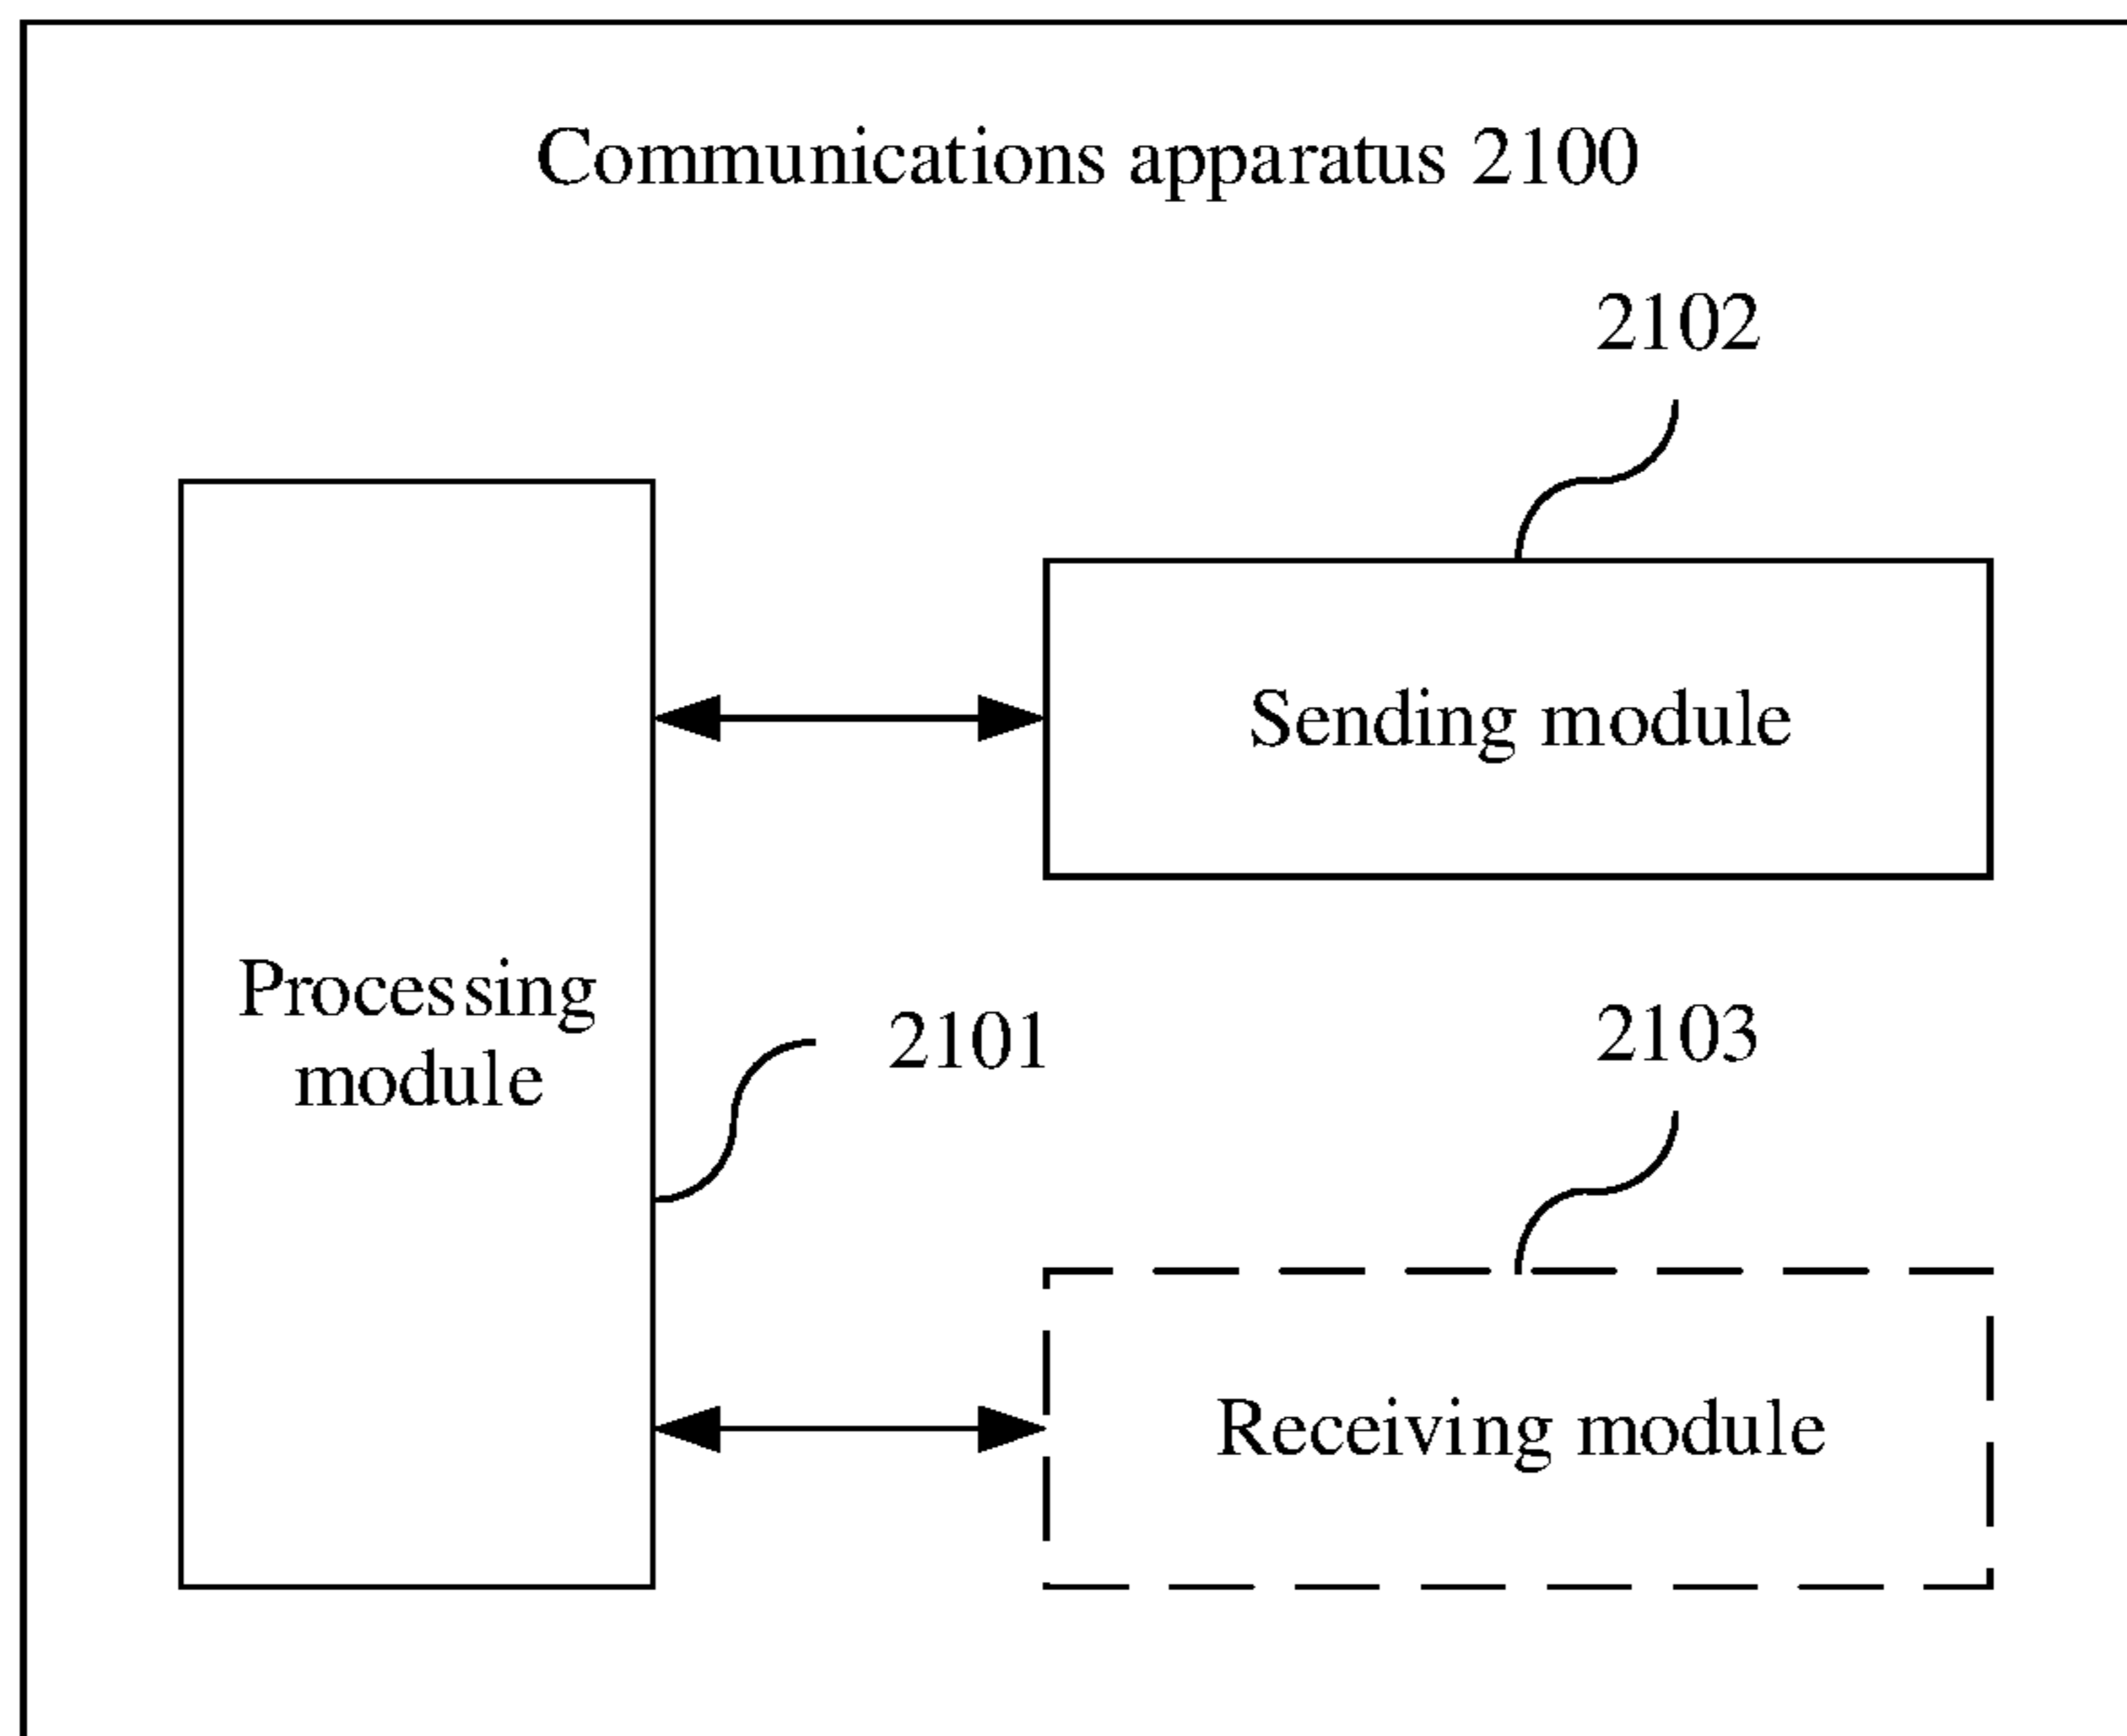 Communications apparatus 2100
2102
Sending module
Processing
module
2101
2103
Receiving module